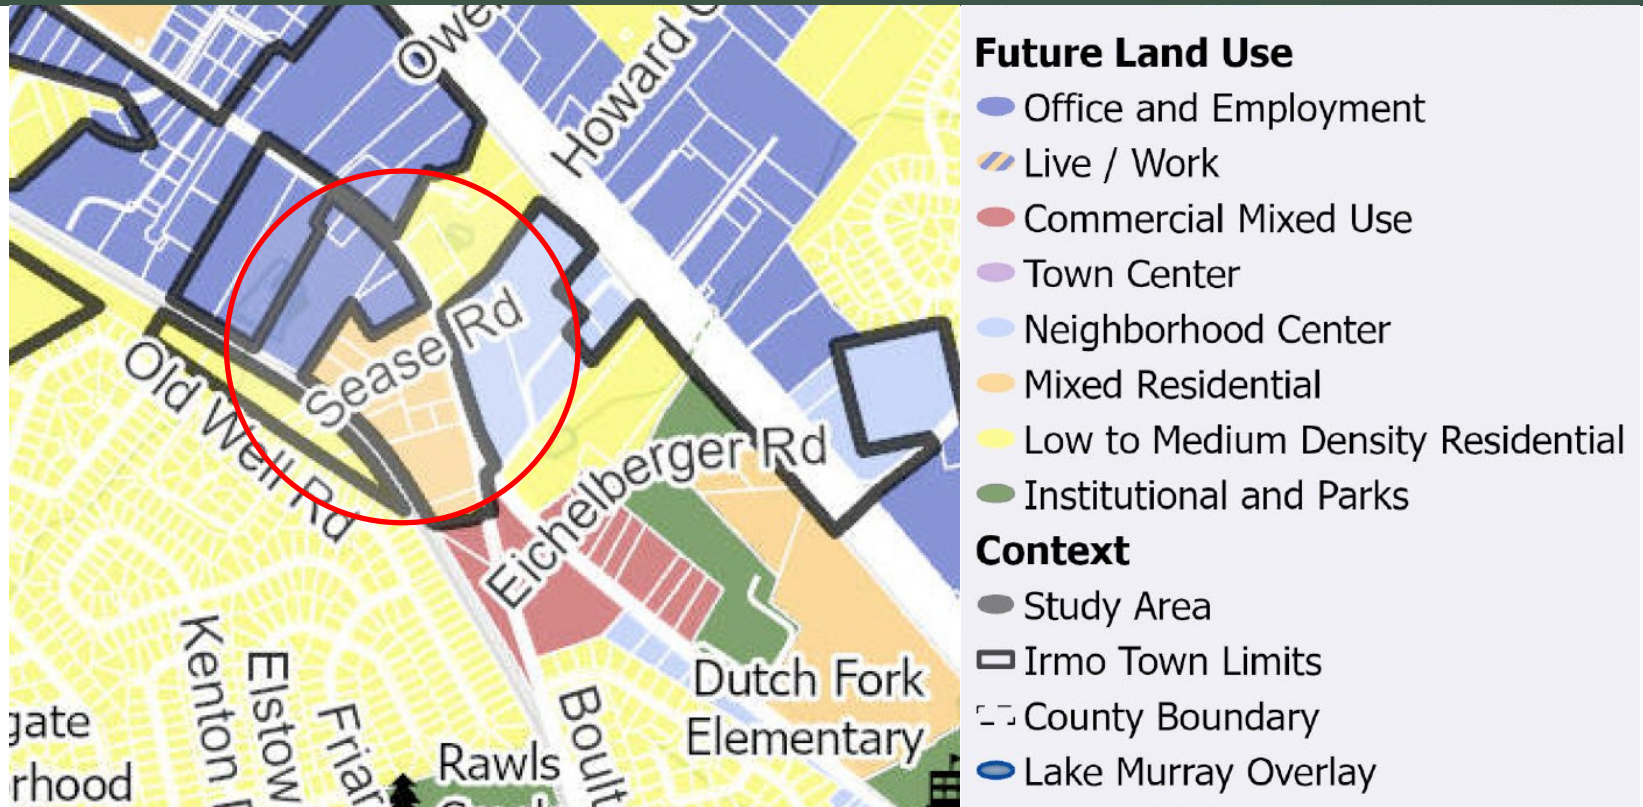 Howard
Sease Rd
Old Well Rd
Eichelberger Rd
Kenton
Elstow
Dutch Fork
Elementary
Rawls
Future Land Use
Office and Employment
Live / Work
Commercial Mixed Use
Town Center
Neighborhood Center
Mixed Residential
Low to Medium Density Residential
Institutional and Parks
Context
Study Area
Irmo Town Limits
County Boundary
Lake Murray Overlay